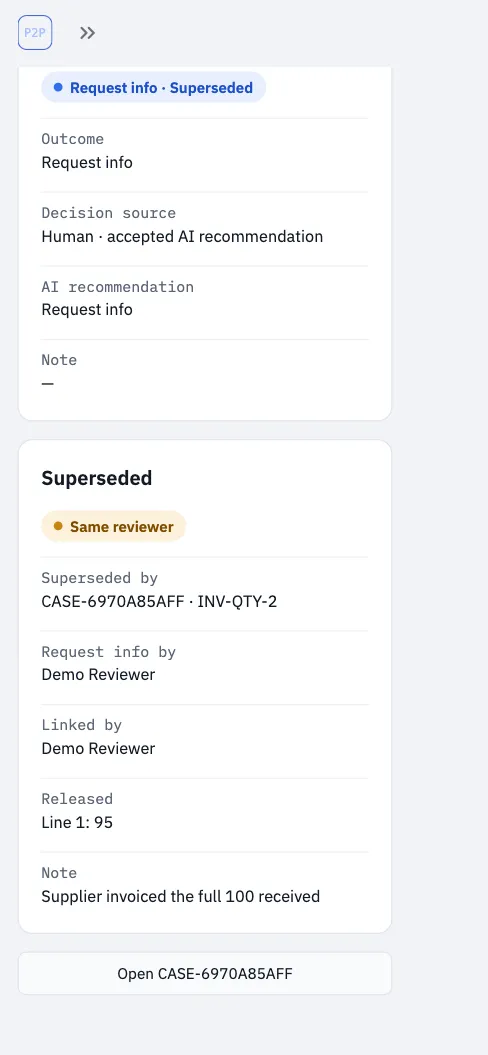 P2P
Request info · Superseded
Outcome
Request info
Decision source
Human · accepted AI recommendation
AI recommendation
Request info
Note
—
Superseded
Same reviewer
Superseded by
CASE-6970A85AFF · INV-QTY-2
Request info by
Demo Reviewer
Linked by
Demo Reviewer
Released
Line 1: 95
Note
Supplier invoiced the full 100 received
Open CASE-6970A85AFF